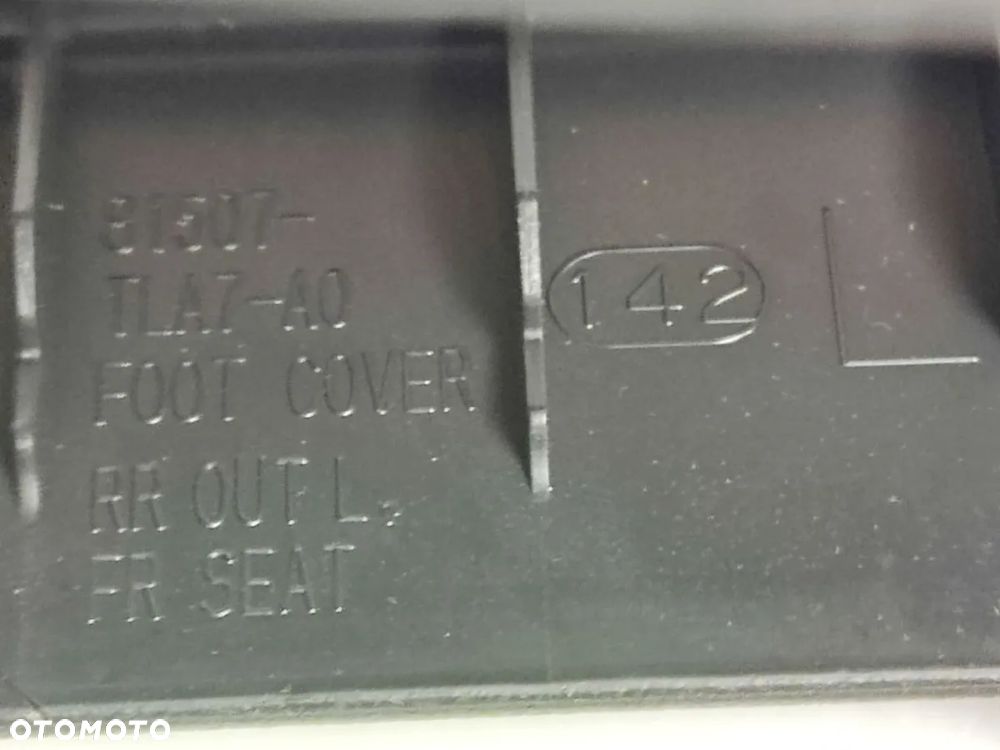 81507-
TLA7-A0
FOOT COVER
RR OUT L,
FR SEAT
142
L
OTOMOTO